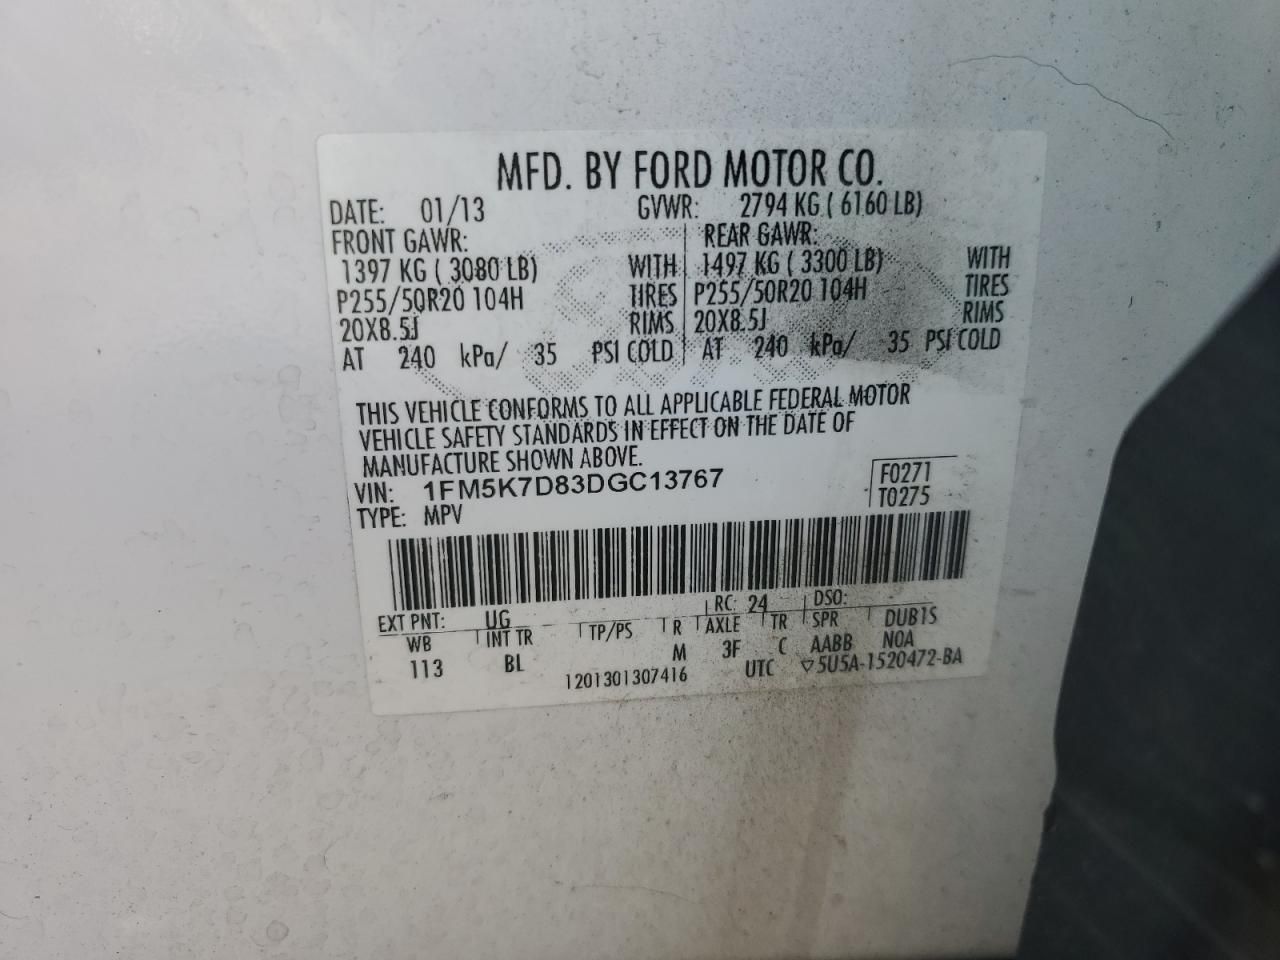 MFD. BY FORD MOTOR CO.
DATE: 01/13 GVWR: 2794 KG ( 6160 LB)
FRONT GAWR: REAR GAWR:
1397 KG ( 3080 LB) WITH 1497 KG ( 3300 LB) WITH
P255/50R20 104H TIRES P255/50R20 104H TIRES
20X8.5J RIMS 20X8.5J RIMS
AT 240 kPa/ 35 PSI COLD AT 240 kPa/ 35 PSI COLD
THIS VEHICLE CONFORMS TO ALL APPLICABLE FEDERAL MOTOR
VEHICLE SAFETY STANDARDS IN EFFECT ON THE DATE OF
MANUFACTURE SHOWN ABOVE.
VIN: 1FM5K7D83DGC13767 F0271
TYPE: MPV T0275
EXT PNT: UG RC: 24 DSO:
WB INT TR TP/PS R AXLE TR SPR DUB1S
113 BL M 3F C AABB N0A
1201301307416 UTC ▽5U5A-1520472-BA